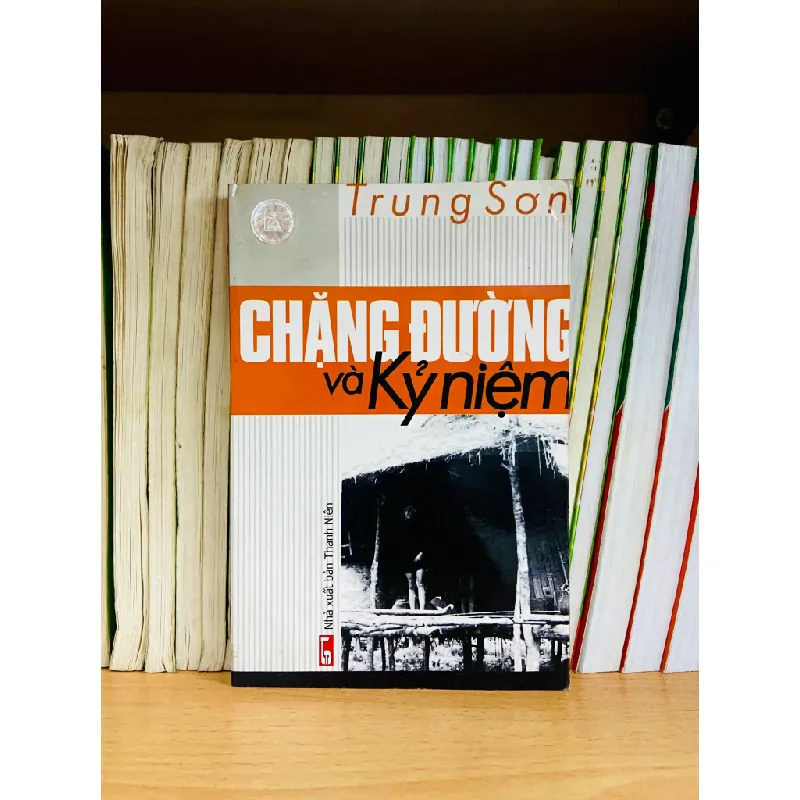 Trung Sơn
CHẶNG ĐƯỜNG
và Kỷ niệm
Nhà xuất bản Thanh Niên